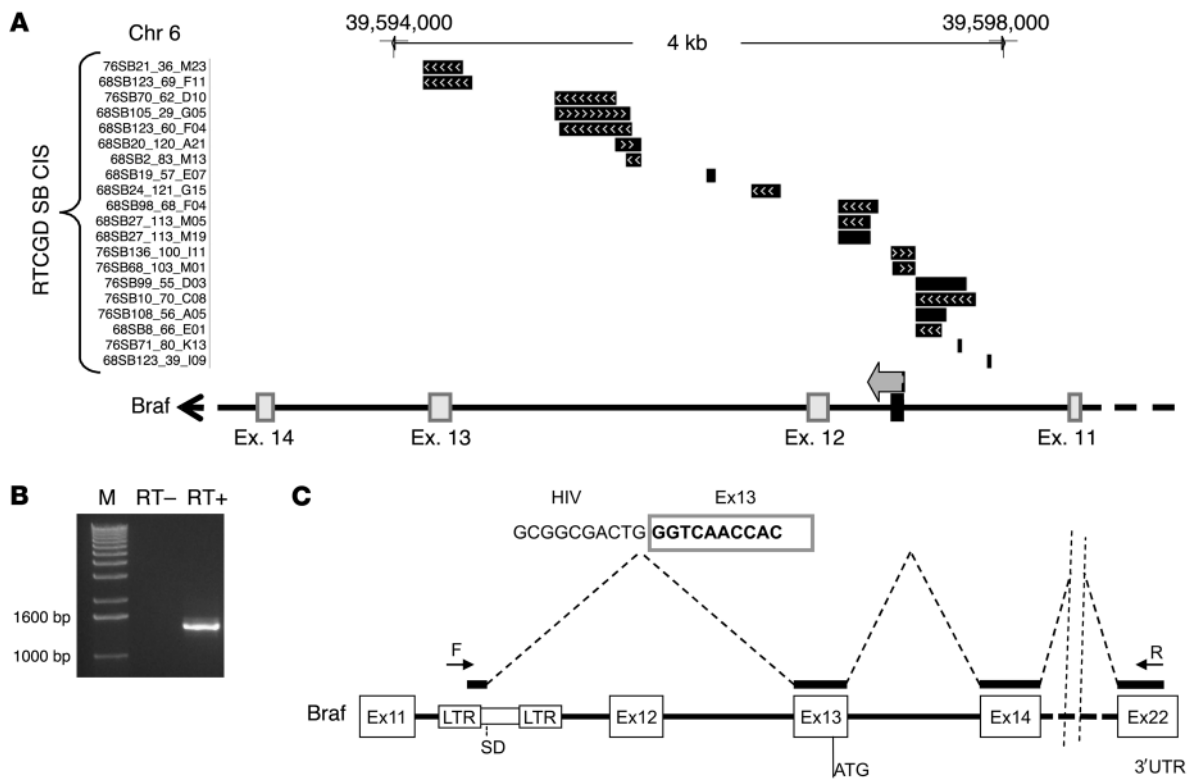 A
Chr 6
39,594,000
39,598,000
4 kb
RTCGD SB CIS
76SB21_36_M23
68SB123_69_F11
76SB70_62_D10
68SB105_29_G05
68SB123_60_F04
68SB20_120_A21
68SB2_83_M13
68SB19_57_E07
68SB24_121_G15
68SB98_68_F04
68SB27_113_M05
68SB27_113_M19
76SB136_100_I11
76SB68_103_M01
76SB99_55_D03
76SB10_70_C08
76SB108_56_A05
68SB8_66_E01
76SB71_80_K13
68SB123_39_I09
Braf
Ex. 14
Ex. 13
Ex. 12
Ex. 11
B
M RT– RT+
1600 bp
1000 bp
C
HIV
Ex13
GCGGCGACTG GGTCAACCAC
F
R
Braf
Ex11
LTR
LTR
Ex12
Ex13
Ex14
Ex22
SD
ATG
3'UTR